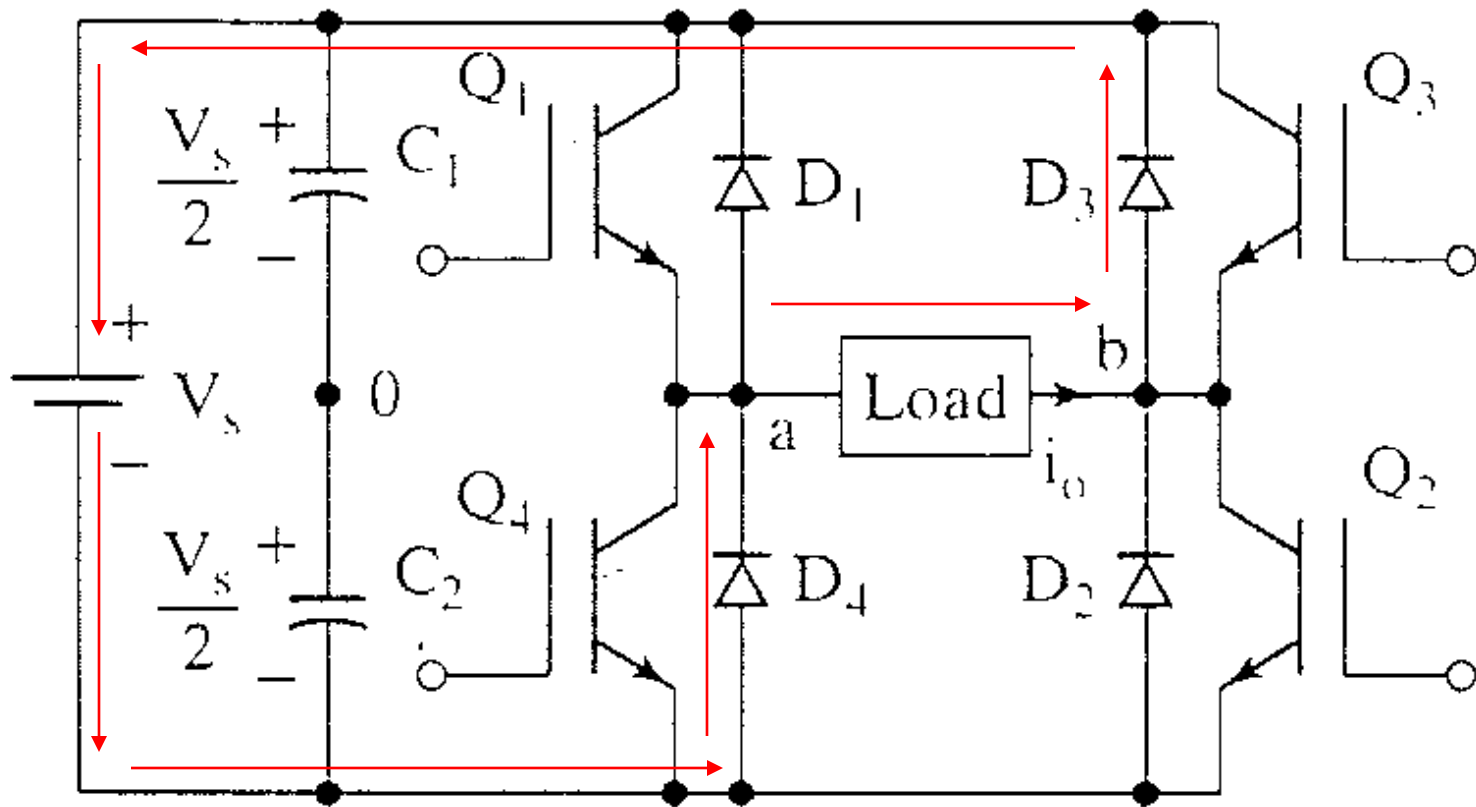 Q₁
Q₃
Vₛ/2
+
C₁
D₁
D₃
−
+
Vₛ
−
0
a
Load
b
iₒ
Q₄
Q₂
Vₛ/2
+
C₂
D₄
D₂
−